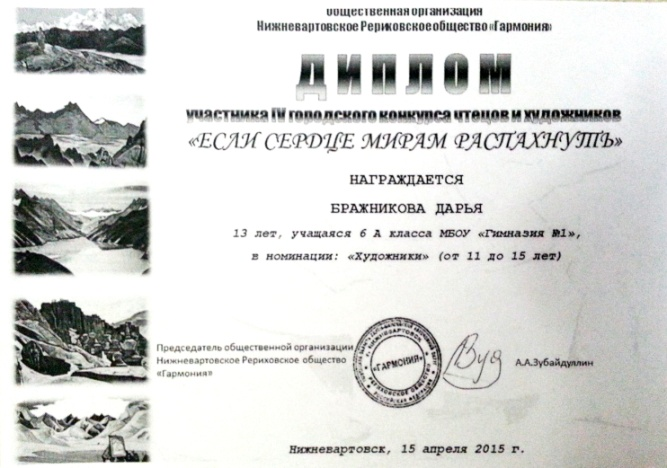 общественная организация
Нижневартовское Рериховское общество «Гармония»
ДИПЛОМ
участника IV городского конкурса чтецов и художников
«ЕСЛИ СЕРДЦЕ МИРАМ РАСПАХНУТЬ»
НАГРАЖДАЕТСЯ
БРАЖНИКОВА ДАРЬЯ
13 лет, учащаяся 6 А класса МБОУ «Гимназия №1»,
в номинации: «Художники» (от 11 до 15 лет)
Председатель общественной организации
Нижневартовское Рериховское общество
«Гармония»
«ГАРМОНИЯ»
А.А.Зубайдуллин
Нижневартовск, 15 апреля 2015 г.